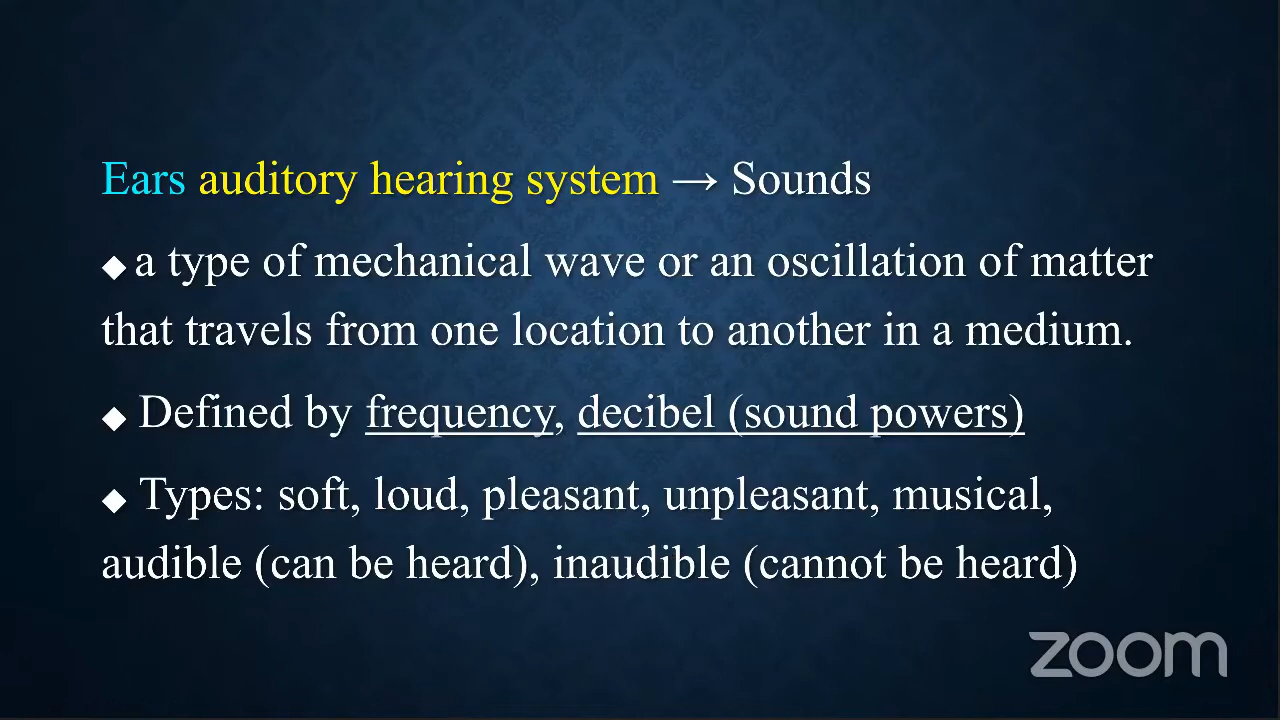 Ears auditory hearing system → Sounds
◆ a type of mechanical wave or an oscillation of matter
that travels from one location to another in a medium.
◆ Defined by frequency, decibel (sound powers)
◆ Types: soft, loud, pleasant, unpleasant, musical,
audible (can be heard), inaudible (cannot be heard)
zoom